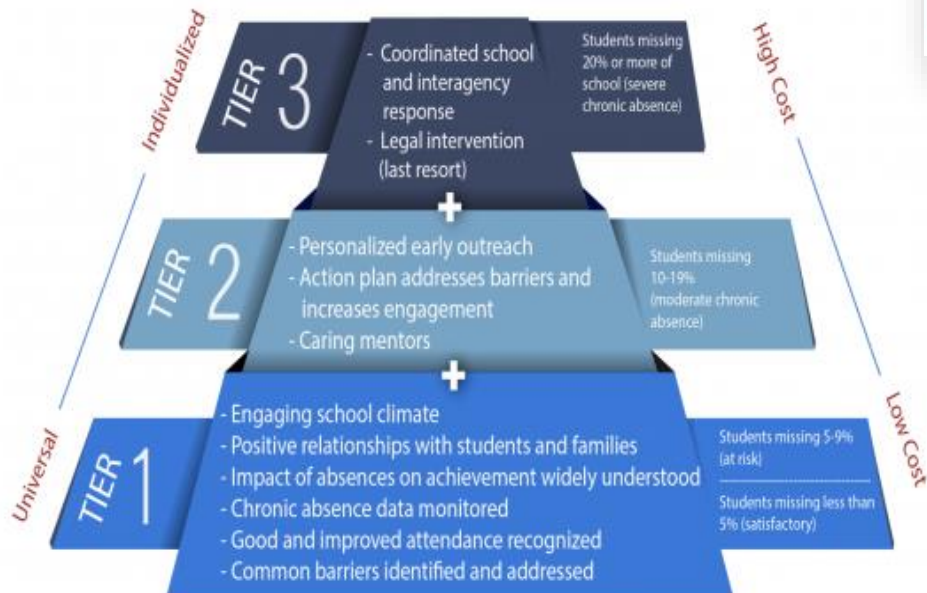 Individualized
High Cost
TIER
3
- Coordinated school
and interagency
response
- Legal intervention
(last resort)
Students missing
20% or more of
school (severe
chronic absence)
+
TIER
2
- Personalized early outreach
- Action plan addresses barriers and
increases engagement
- Caring mentors
Students missing
10-19%
(moderate chronic
absence)
+
Universal
Low Cost
TIER
1
- Engaging school climate
- Positive relationships with students and families
- Impact of absences on achievement widely understood
- Chronic absence data monitored
- Good and improved attendance recognized
- Common barriers identified and addressed
Students missing 5-9%
(at risk)
Students missing less than
5% (satisfactory)